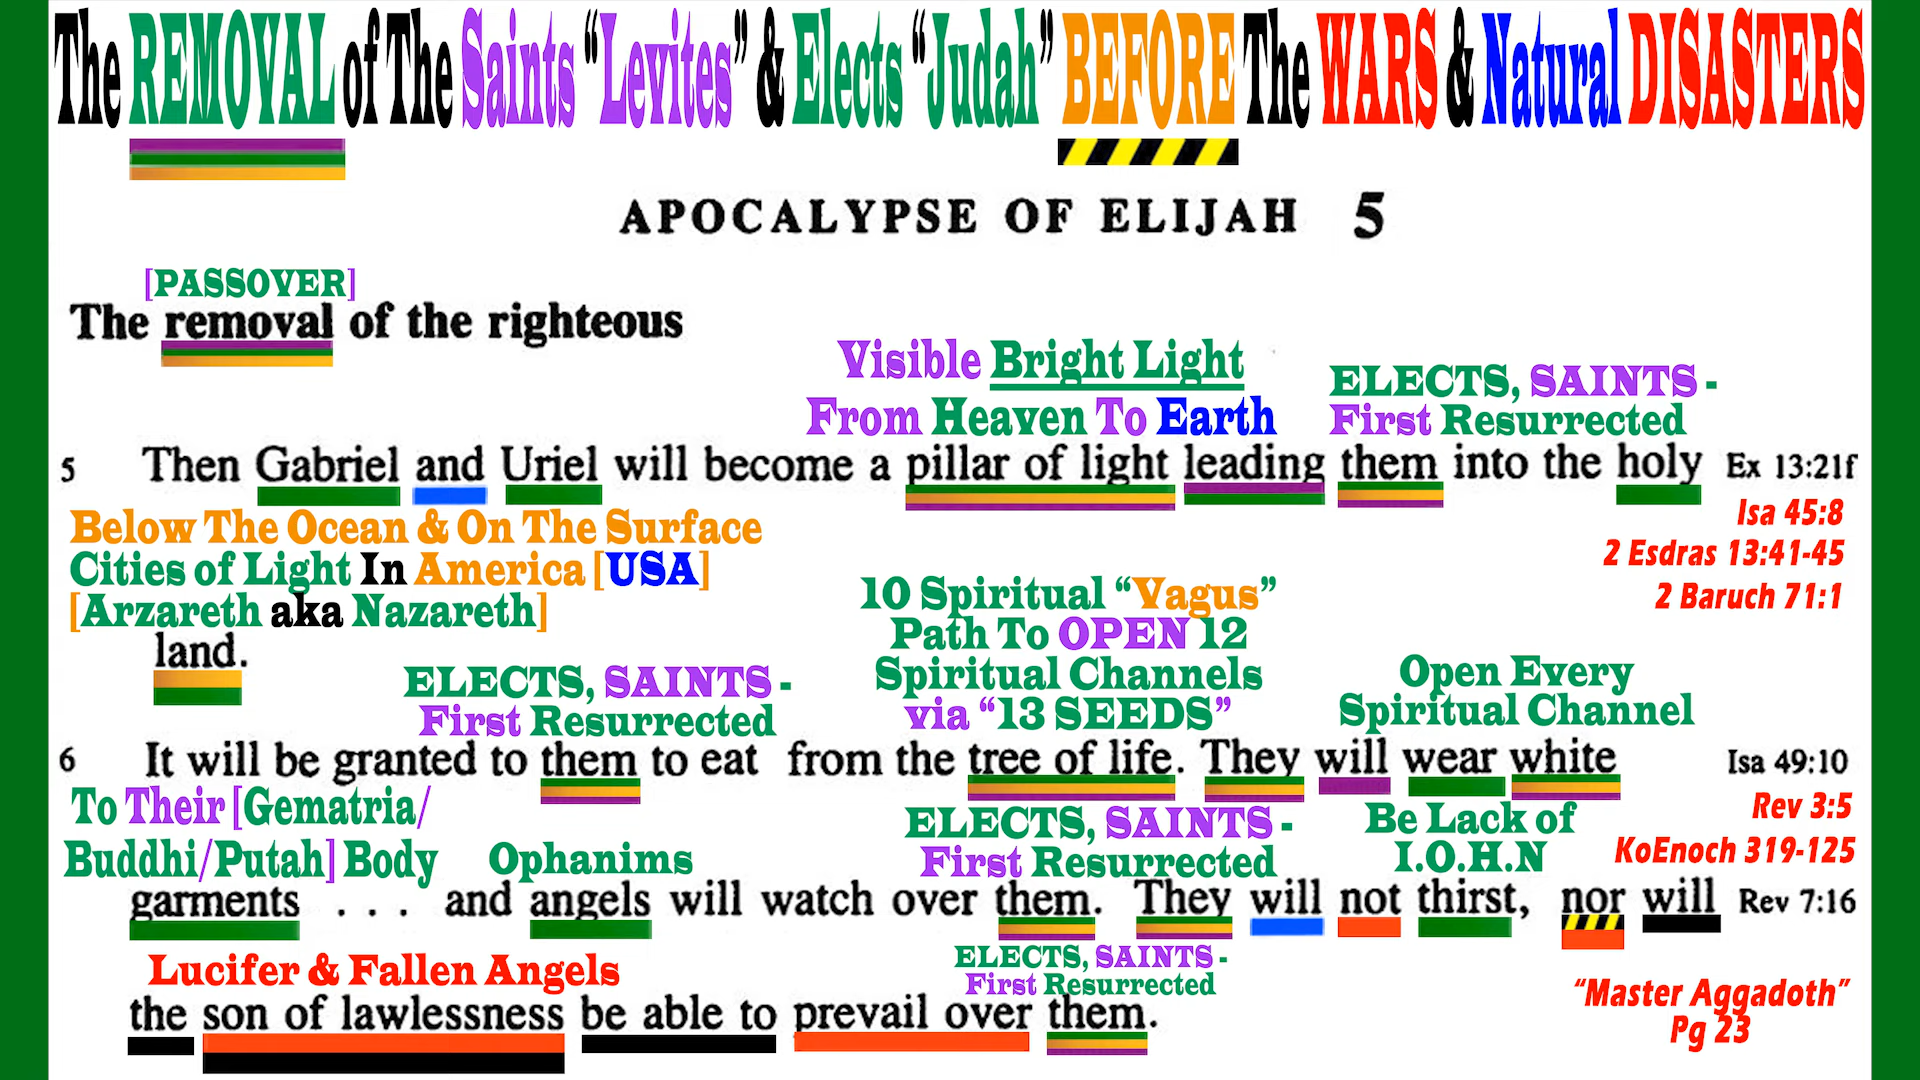 The REMOVAL of The Saints “Levites” & Elects “Judah” BEFORE The WARS & Natural DISASTERS
APOCALYPSE OF ELIJAH 5
[PASSOVER]
The removal of the righteous
Visible Bright Light
From Heaven To Earth
ELECTS, SAINTS -
First Resurrected
5 Then Gabriel and Uriel will become a pillar of light leading them into the holy Ex 13:21f
Isa 45:8
2 Esdras 13:41-45
2 Baruch 71:1
Below The Ocean & On The Surface
Cities of Light In America [USA]
[Arzareth aka Nazareth]
land.
ELECTS, SAINTS -
First Resurrected
10 Spiritual “Vagus”
Path To OPEN 12
Spiritual Channels
via “13 SEEDS”
Open Every
Spiritual Channel
6 It will be granted to them to eat from the tree of life. They will wear white Isa 49:10
Rev 3:5
KoEnoch 319-125
To Their [Gematria/
Buddhi/Putah] Body
Ophanims
ELECTS, SAINTS -
First Resurrected
Be Lack of
I.O.H.N
garments . . . and angels will watch over them. They will not thirst, nor will Rev 7:16
Lucifer & Fallen Angels
ELECTS, SAINTS -
First Resurrected
the son of lawlessness be able to prevail over them.
“Master Aggadoth”
Pg 23